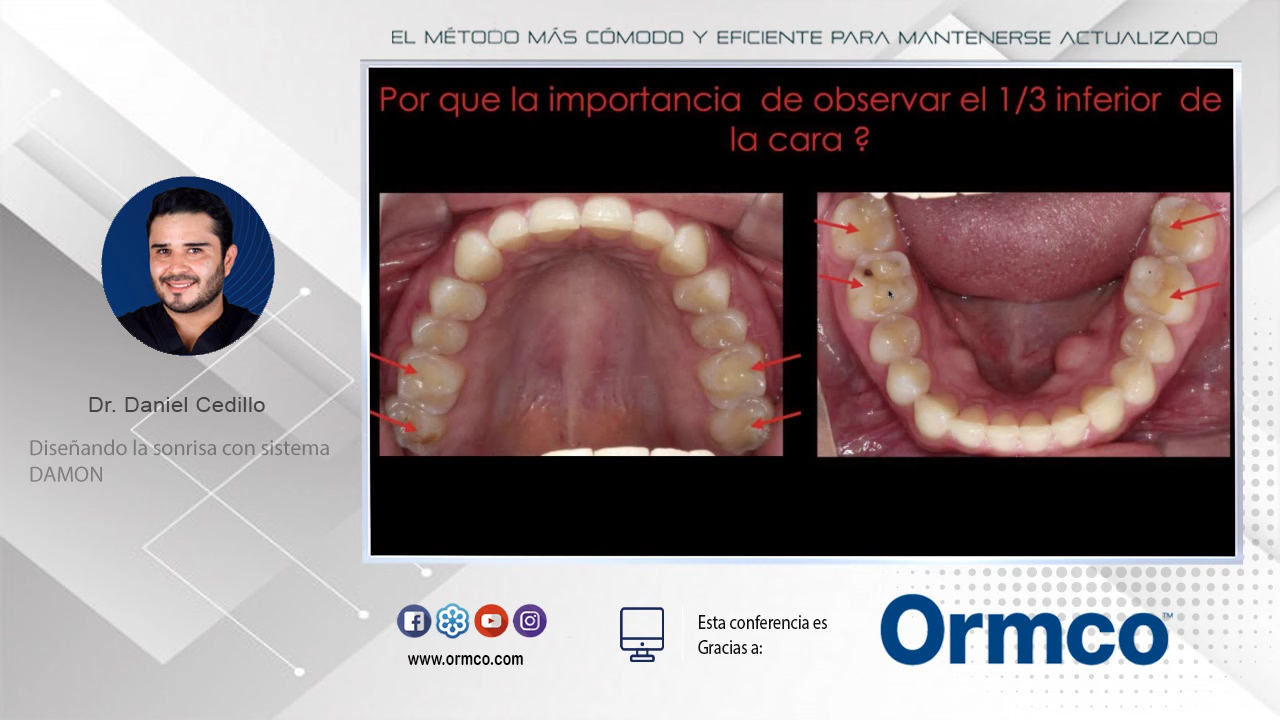 EL MÉTODO MÁS CÓMODO Y EFICIENTE PARA MANTENERSE ACTUALIZADO
Por que la importancia de observar el 1/3 inferior de
la cara ?
Dr. Daniel Cedillo
Diseñando la sonrisa con sistema
DAMON
www.ormco.com
Esta conferencia es
Gracias a:
Ormco™